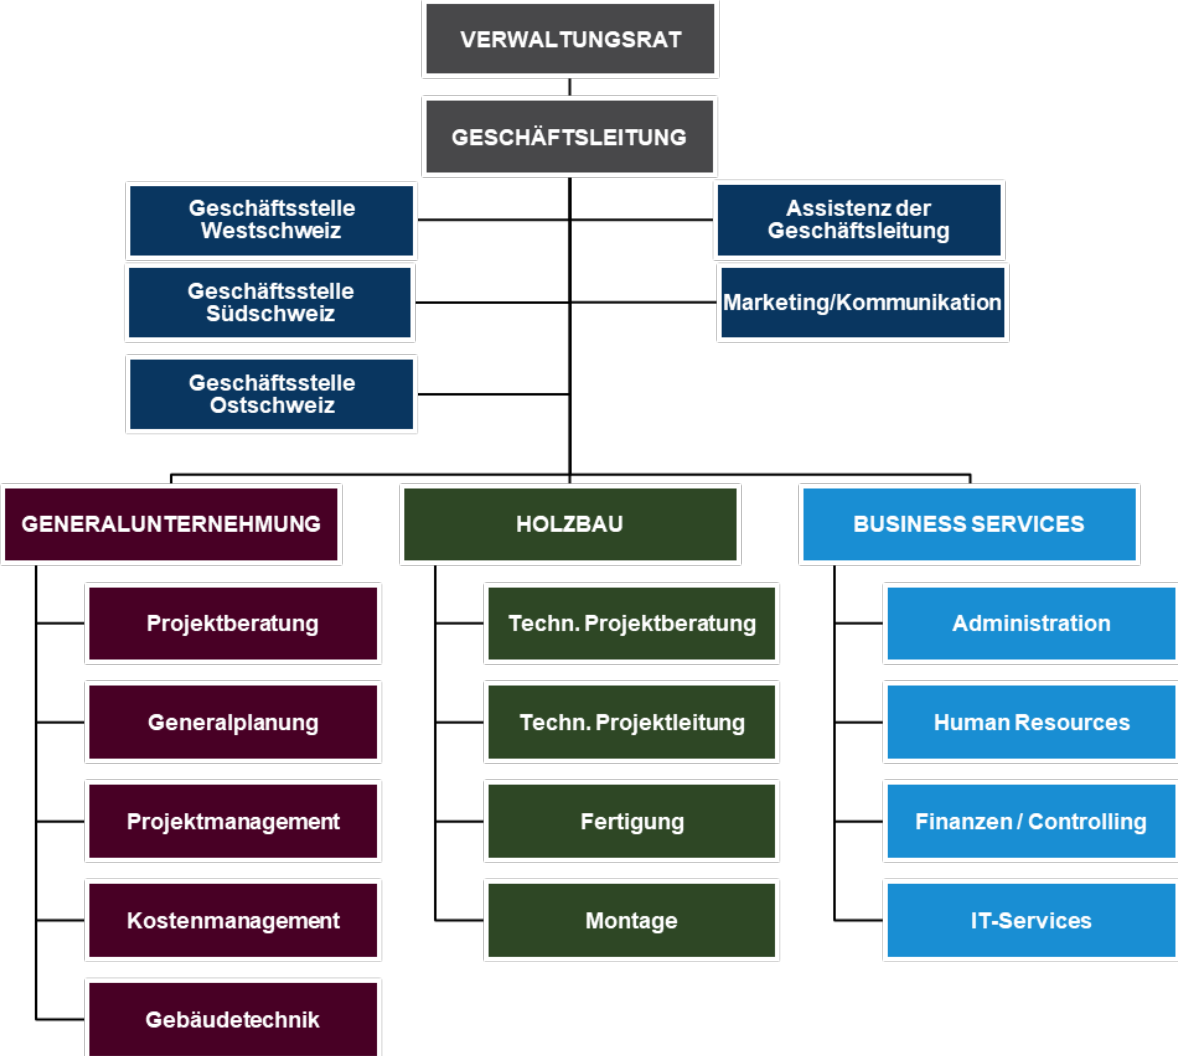 VERWALTUNGSRAT
GESCHÄFTSLEITUNG
Geschäftsstelle
Westschweiz
Assistenz der
Geschäftsleitung
Geschäftsstelle
Südschweiz
Marketing/Kommunikation
Geschäftsstelle
Ostschweiz
GENERALUNTERNEHMUNG
HOLZBAU
BUSINESS SERVICES
Projektberatung
Techn. Projektberatung
Administration
Generalplanung
Techn. Projektleitung
Human Resources
Projektmanagement
Fertigung
Finanzen / Controlling
Kostenmanagement
Montage
IT-Services
Gebäudetechnik